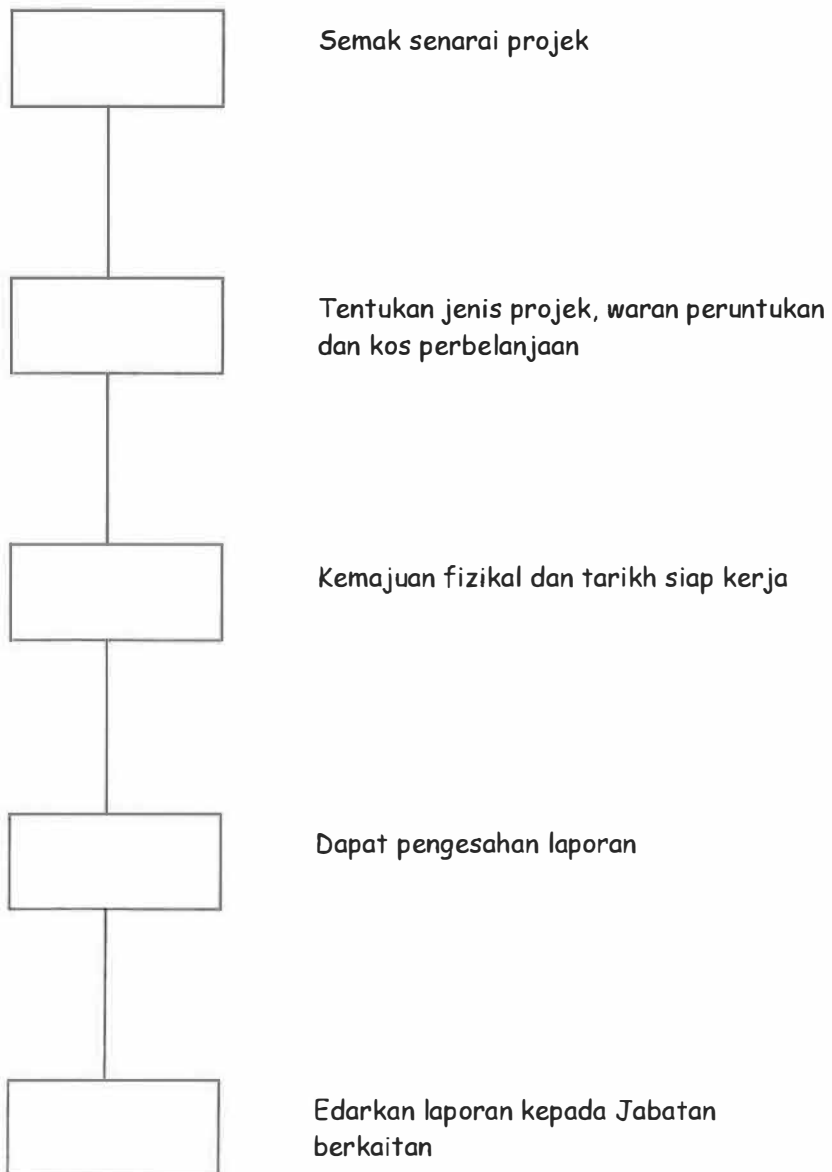 Semak senarai projek
Tentukan jenis projek, waran peruntukan
dan kos perbelanjaan
Kemajuan fizikal dan tarikh siap kerja
Dapat pengesahan laporan
Edarkan laporan kepada Jabatan
berkaitan